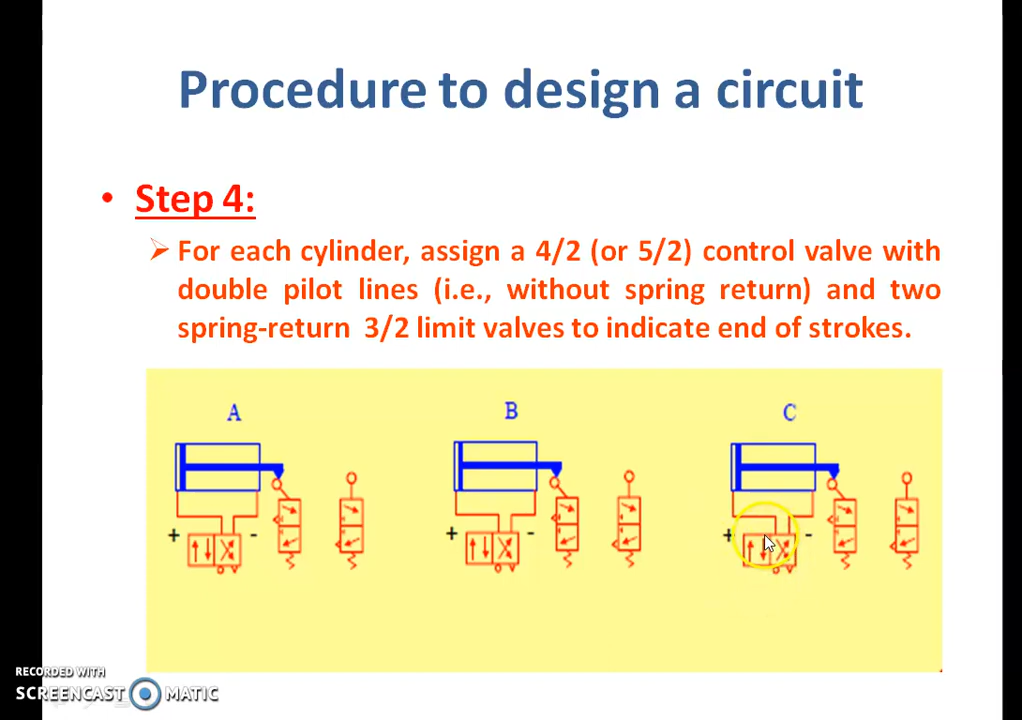 Procedure to design a circuit
• Step 4:
For each cylinder, assign a 4/2 (or 5/2) control valve with
double pilot lines (i.e., without spring return) and two
spring-return 3/2 limit valves to indicate end of strokes.
A B C
+ - + - + -
RECORDED WITH
SCREENCAST MATIC